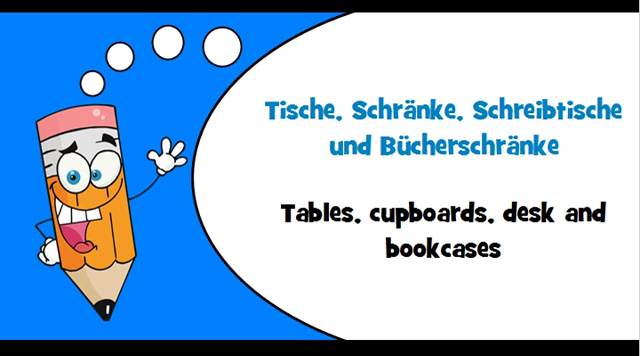 Tische, Schränke, Schreibtische
und Bücherschränke
Tables, cupboards, desk and
bookcases